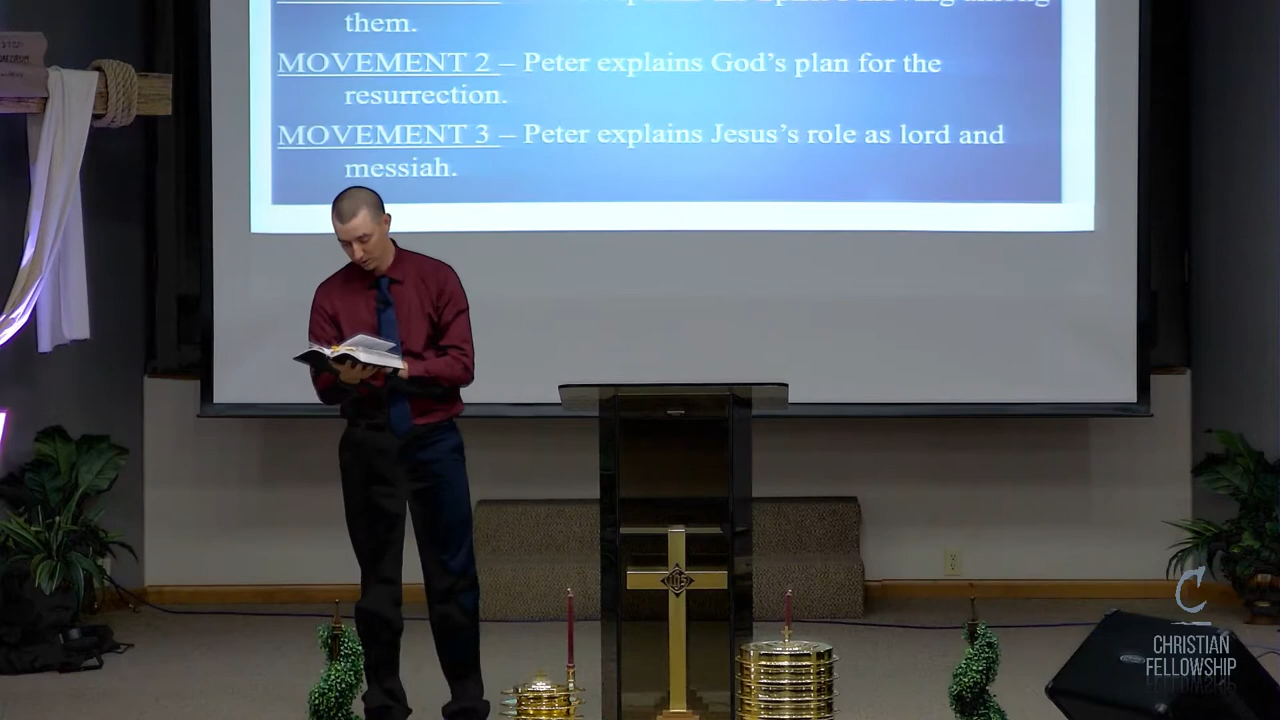 them.
MOVEMENT 2 – Peter explains God's plan for the
resurrection.
MOVEMENT 3 – Peter explains Jesus's role as lord and
messiah.
IHS
C
CHRISTIAN
FELLOWSHIP